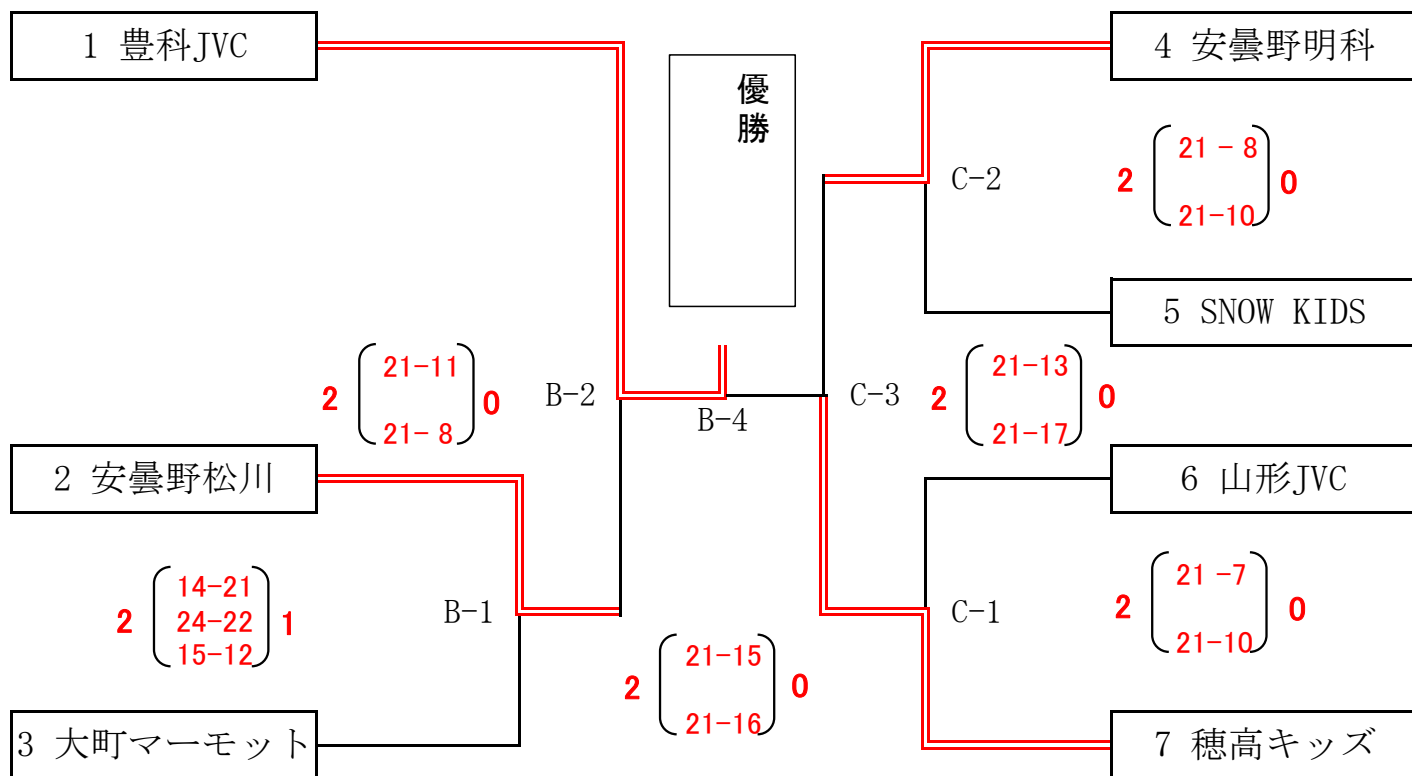 1 豊科JVC
優勝
4 安曇野明科
C-2
2 21 - 8 0
21-10
5 SNOW KIDS
2 21-11 0
21- 8
B-2
B-4
C-3
2 21-13 0
21-17
2 安曇野松川
6 山形JVC
2 14-21 1
24-22
15-12
B-1
C-1
2 21 -7 0
21-10
2 21-15 0
21-16
3 大町マーモット
7 穂高キッズ